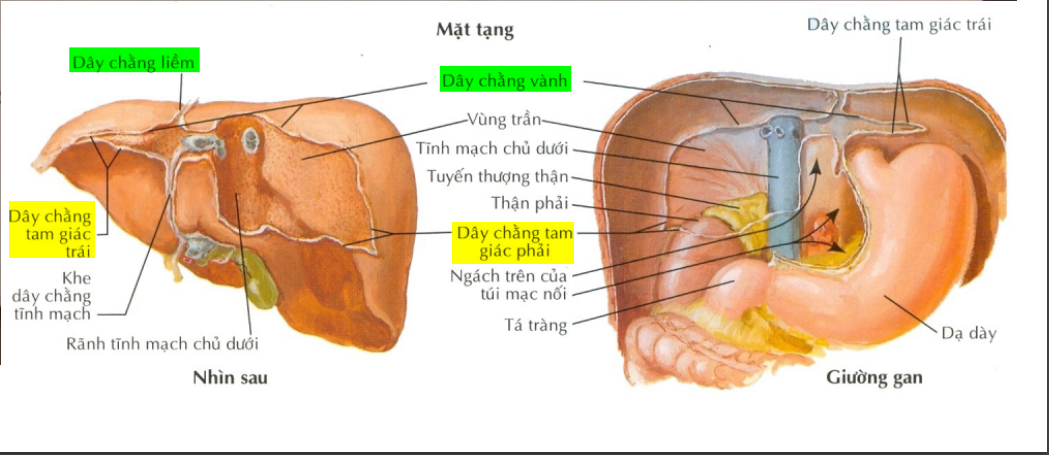 Mặt tạng
Dây chằng tam giác trái
Dây chằng liềm
Dây chằng vành
Vùng trần
Tĩnh mạch chủ dưới
Tuyến thượng thận
Thận phải
Dây chằng
tam giác
trái
Dây chằng tam
giác phải
Khe
dây chằng
tĩnh mạch
Ngách trên của
túi mạc nối
Tá tràng
Rãnh tĩnh mạch chủ dưới
Dạ dày
Nhìn sau
Giường gan